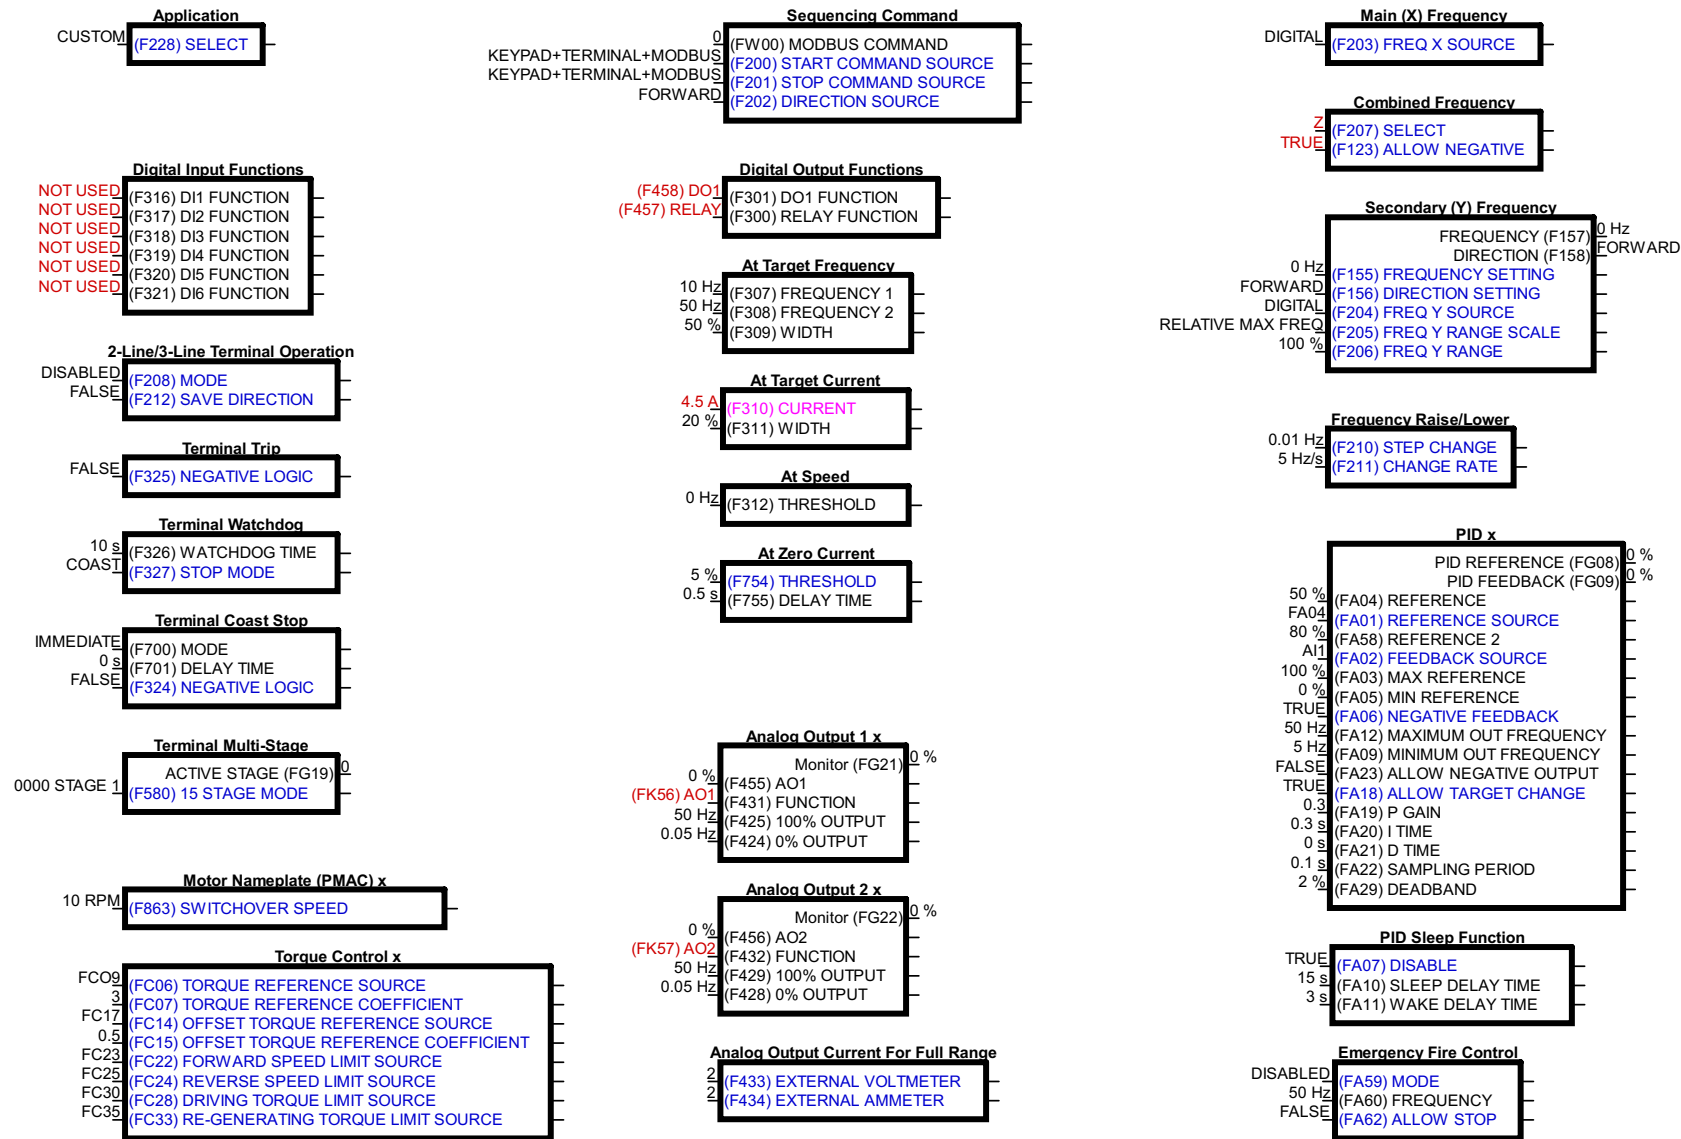 Application
CUSTOM
(F228) SELECT
Digital Input Functions
NOT USED
(F316) DI1 FUNCTION
NOT USED
(F317) DI2 FUNCTION
NOT USED
(F318) DI3 FUNCTION
NOT USED
(F319) DI4 FUNCTION
NOT USED
(F320) DI5 FUNCTION
NOT USED
(F321) DI6 FUNCTION
2-Line/3-Line Terminal Operation
DISABLED
(F208) MODE
FALSE
(F212) SAVE DIRECTION
Terminal Trip
FALSE
(F325) NEGATIVE LOGIC
Terminal Watchdog
10 s
(F326) WATCHDOG TIME
COAST
(F327) STOP MODE
Terminal Coast Stop
IMMEDIATE
(F700) MODE
0 s
(F701) DELAY TIME
FALSE
(F324) NEGATIVE LOGIC
Terminal Multi-Stage
ACTIVE STAGE (FG19)
0
0000 STAGE 1
(F580) 15 STAGE MODE
Motor Nameplate (PMAC) x
10 RPM
(F863) SWITCHOVER SPEED
Torque Control x
FCO9
(FC06) TORQUE REFERENCE SOURCE
3
(FC07) TORQUE REFERENCE COEFFICIENT
FC17
(FC14) OFFSET TORQUE REFERENCE SOURCE
0.5
(FC15) OFFSET TORQUE REFERENCE COEFFICIENT
FC23
(FC22) FORWARD SPEED LIMIT SOURCE
FC25
(FC24) REVERSE SPEED LIMIT SOURCE
FC30
(FC28) DRIVING TORQUE LIMIT SOURCE
FC35
(FC33) RE-GENERATING TORQUE LIMIT SOURCE
Sequencing Command
0
(FW00) MODBUS COMMAND
KEYPAD+TERMINAL+MODBUS
(F200) START COMMAND SOURCE
KEYPAD+TERMINAL+MODBUS
(F201) STOP COMMAND SOURCE
FORWARD
(F202) DIRECTION SOURCE
Digital Output Functions
(F458) DO1
(F301) DO1 FUNCTION
(F457) RELAY
(F300) RELAY FUNCTION
At Target Frequency
10 Hz
(F307) FREQUENCY 1
50 Hz
(F308) FREQUENCY 2
50 %
(F309) WIDTH
At Target Current
4.5 A
(F310) CURRENT
20 %
(F311) WIDTH
At Speed
0 Hz
(F312) THRESHOLD
At Zero Current
5 %
(F754) THRESHOLD
0.5 s
(F755) DELAY TIME
Analog Output 1 x
Monitor (FG21)
0 %
0 %
(F455) AO1
(FK56) AO1
(F431) FUNCTION
50 Hz
(F425) 100% OUTPUT
0.05 Hz
(F424) 0% OUTPUT
Analog Output 2 x
Monitor (FG22)
0 %
0 %
(F456) AO2
(FK57) AO2
(F432) FUNCTION
50 Hz
(F429) 100% OUTPUT
0.05 Hz
(F428) 0% OUTPUT
Analog Output Current For Full Range
2
(F433) EXTERNAL VOLTMETER
2
(F434) EXTERNAL AMMETER
Main (X) Frequency
DIGITAL
(F203) FREQ X SOURCE
Combined Frequency
Z
(F207) SELECT
TRUE
(F123) ALLOW NEGATIVE
Secondary (Y) Frequency
FREQUENCY (F157)
0 Hz
DIRECTION (F158)
FORWARD
0 Hz
(F155) FREQUENCY SETTING
FORWARD
(F156) DIRECTION SETTING
DIGITAL
(F204) FREQ Y SOURCE
RELATIVE MAX FREQ
(F205) FREQ Y RANGE SCALE
100 %
(F206) FREQ Y RANGE
Frequency Raise/Lower
0.01 Hz
(F210) STEP CHANGE
5 Hz/s
(F211) CHANGE RATE
PID x
PID REFERENCE (FG08)
0 %
PID FEEDBACK (FG09)
0 %
50 %
(FA04) REFERENCE
FA04
(FA01) REFERENCE SOURCE
80 %
(FA58) REFERENCE 2
AI1
(FA02) FEEDBACK SOURCE
100 %
(FA03) MAX REFERENCE
0 %
(FA05) MIN REFERENCE
TRUE
(FA06) NEGATIVE FEEDBACK
50 Hz
(FA12) MAXIMUM OUT FREQUENCY
5 Hz
(FA09) MINIMUM OUT FREQUENCY
FALSE
(FA23) ALLOW NEGATIVE OUTPUT
TRUE
(FA18) ALLOW TARGET CHANGE
0.3
(FA19) P GAIN
0.3 s
(FA20) I TIME
0 s
(FA21) D TIME
0.1 s
(FA22) SAMPLING PERIOD
2 %
(FA29) DEADBAND
PID Sleep Function
TRUE
(FA07) DISABLE
15 s
(FA10) SLEEP DELAY TIME
3 s
(FA11) WAKE DELAY TIME
Emergency Fire Control
DISABLED
(FA59) MODE
50 Hz
(FA60) FREQUENCY
FALSE
(FA62) ALLOW STOP